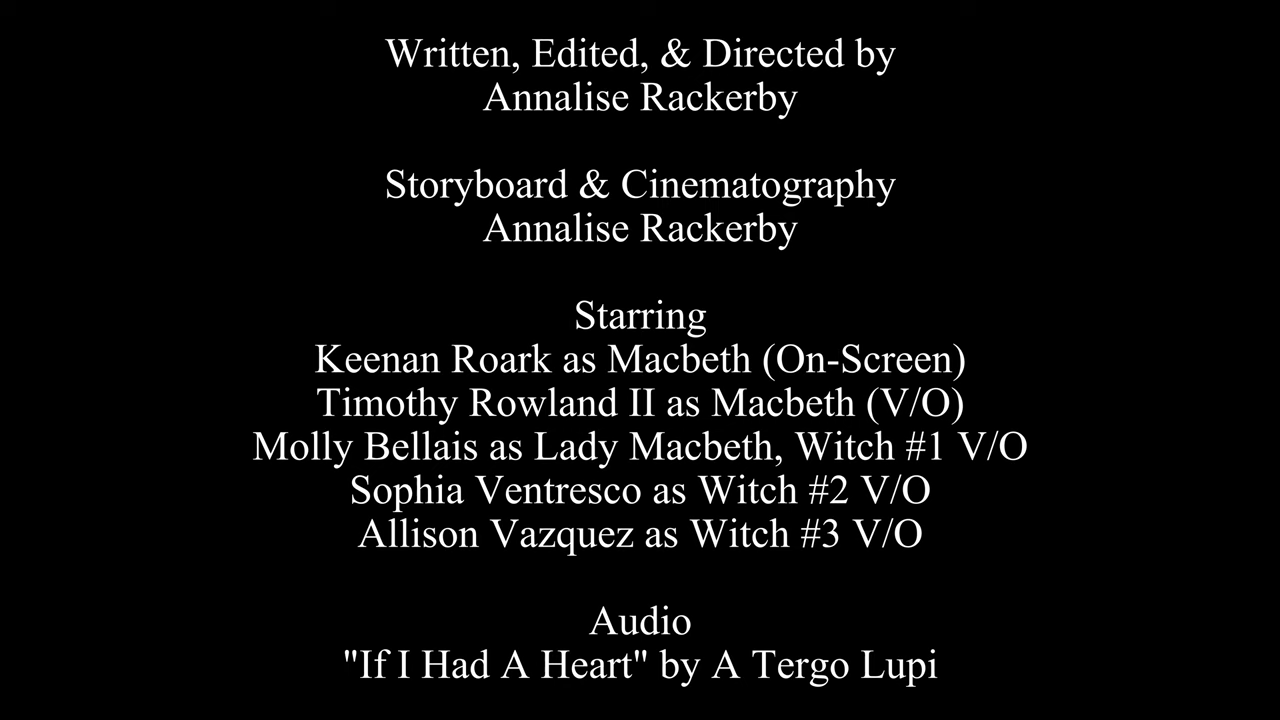 Written, Edited, & Directed by
Annalise Rackerby
Storyboard & Cinematography
Annalise Rackerby
Starring
Keenan Roark as Macbeth (On-Screen)
Timothy Rowland II as Macbeth (V/O)
Molly Bellais as Lady Macbeth, Witch #1 V/O
Sophia Ventresco as Witch #2 V/O
Allison Vazquez as Witch #3 V/O
Audio
"If I Had A Heart" by A Tergo Lupi